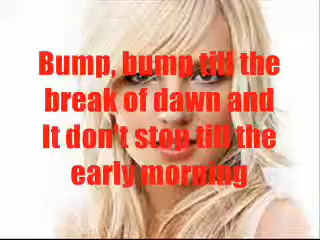 Bump, bump till the
break of dawn and
It don't stop till the
early morning